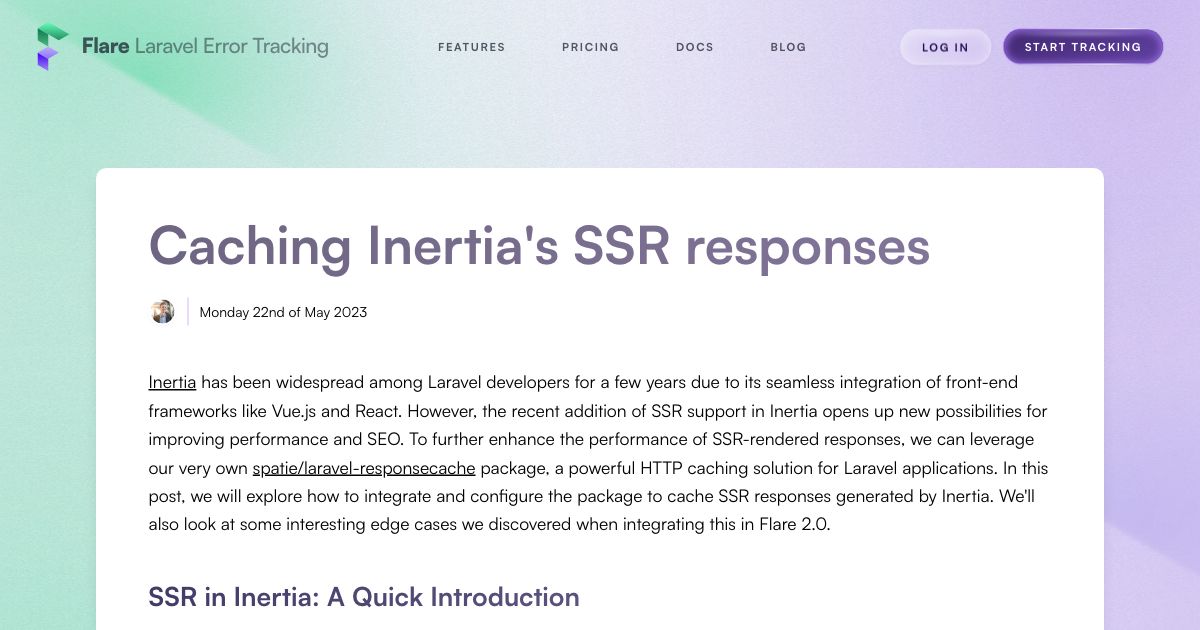 Flare Laravel Error Tracking
FEATURES
PRICING
DOCS
BLOG
LOG IN
START TRACKING
Caching Inertia's SSR responses
Monday 22nd of May 2023
Inertia has been widespread among Laravel developers for a few years due to its seamless integration of front-end
frameworks like Vue.js and React. However, the recent addition of SSR support in Inertia opens up new possibilities for
improving performance and SEO. To further enhance the performance of SSR-rendered responses, we can leverage
our very own spatie/laravel-responsecache package, a powerful HTTP caching solution for Laravel applications. In this
post, we will explore how to integrate and configure the package to cache SSR responses generated by Inertia. We'll
also look at some interesting edge cases we discovered when integrating this in Flare 2.0.
SSR in Inertia: A Quick Introduction